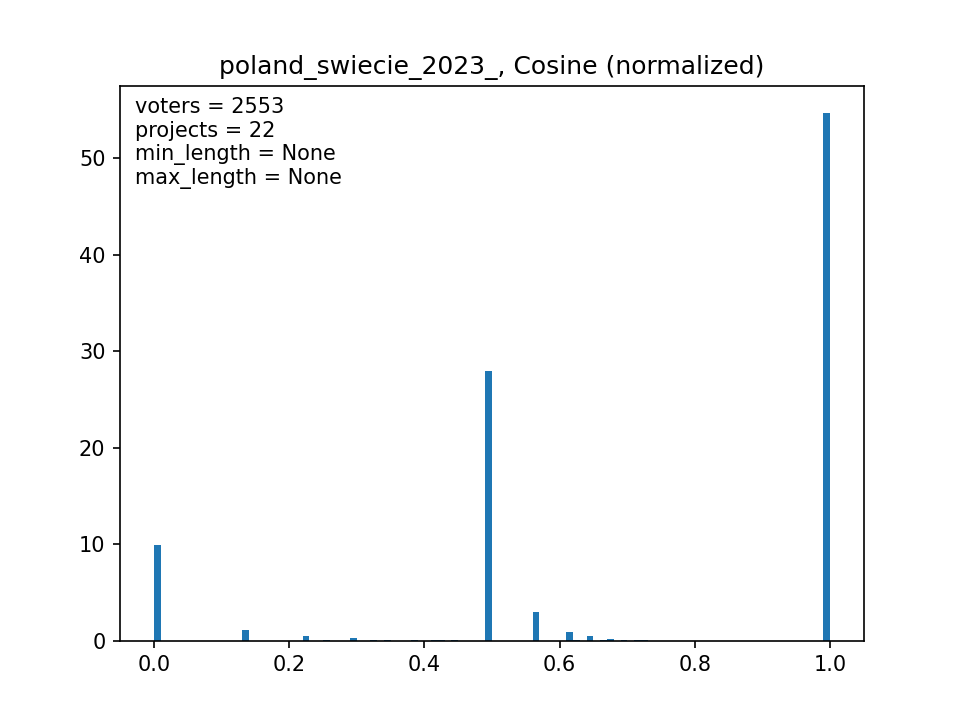 poland_swiecie_2023_, Cosine (normalized)
voters = 2553
projects = 22
min_length = None
max_length = None
50
40
30
20
10
0
0.0 0.2 0.4 0.6 0.8 1.0